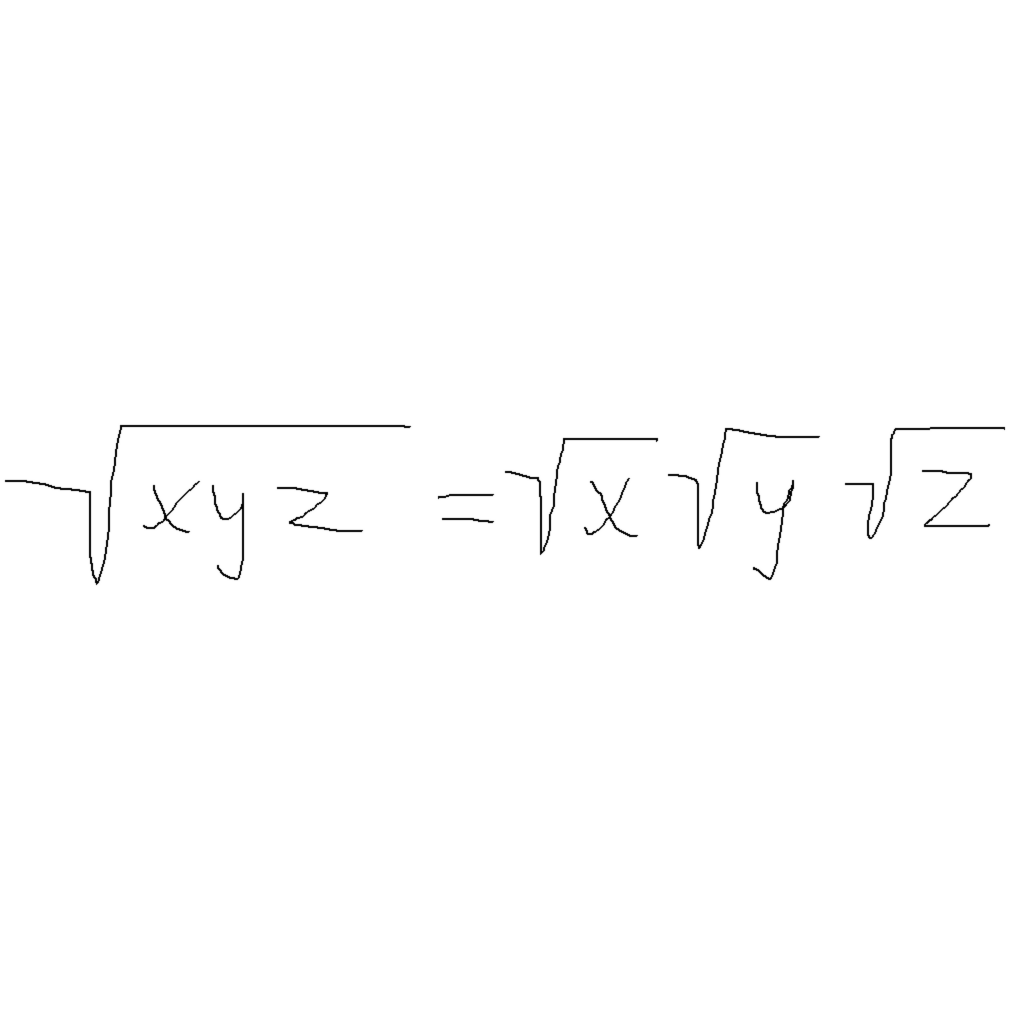 √xyz = √x √y √z